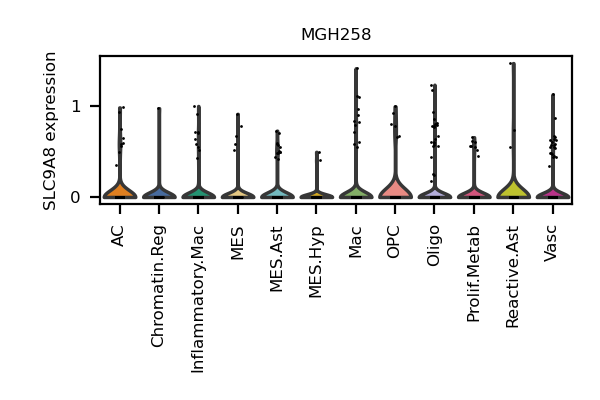 MGH258
SLC9A8 expression
1
0
AC
Chromatin.Reg
Inflammatory.Mac
MES
MES.Ast
MES.Hyp
Mac
OPC
Oligo
Prolif.Metab
Reactive.Ast
Vasc